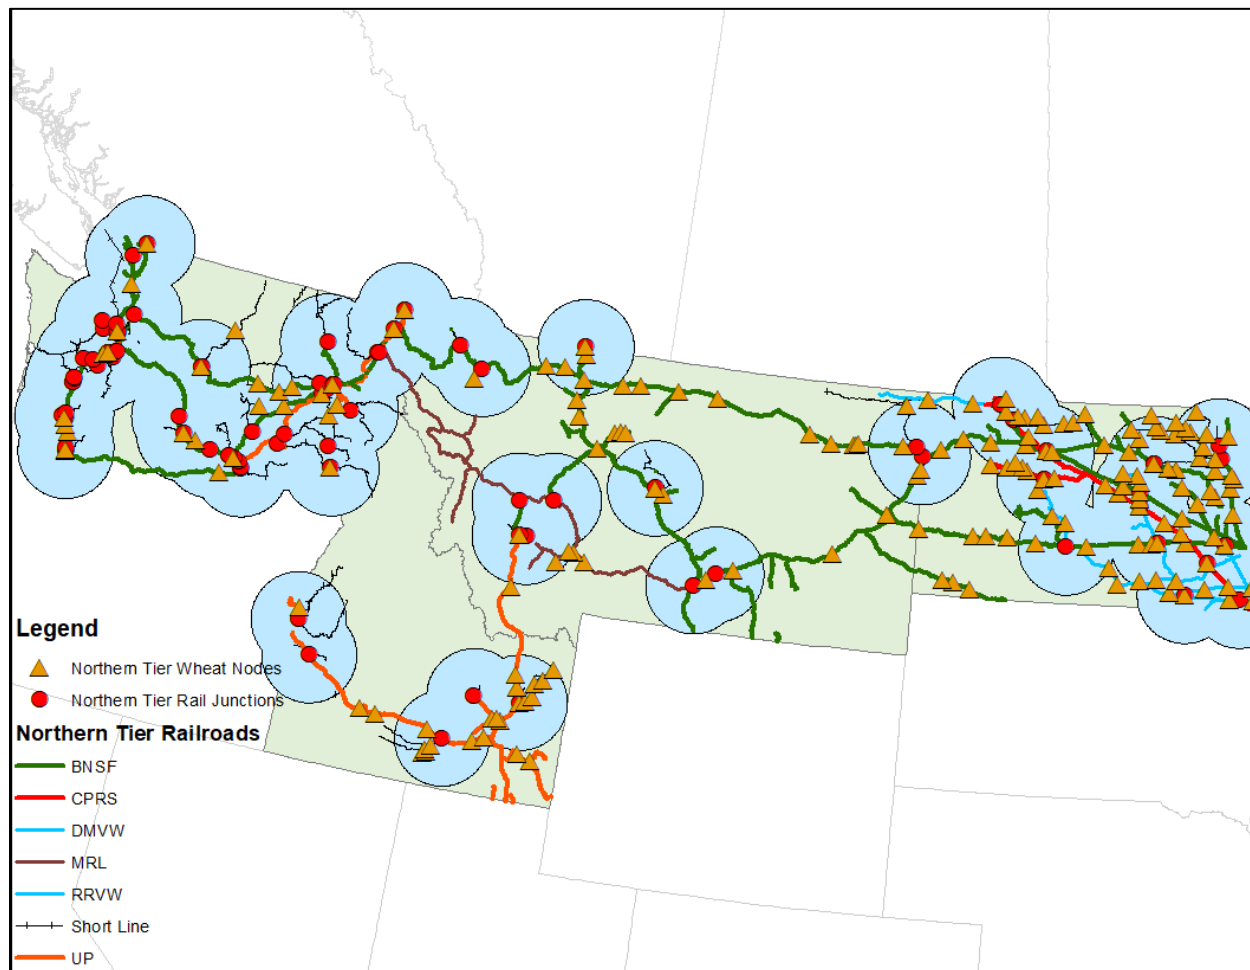 Legend
Northern Tier Wheat Nodes
Northern Tier Rail Junctions
Northern Tier Railroads
BNSF
CPRS
DMVW
MRL
RRVW
Short Line
UP